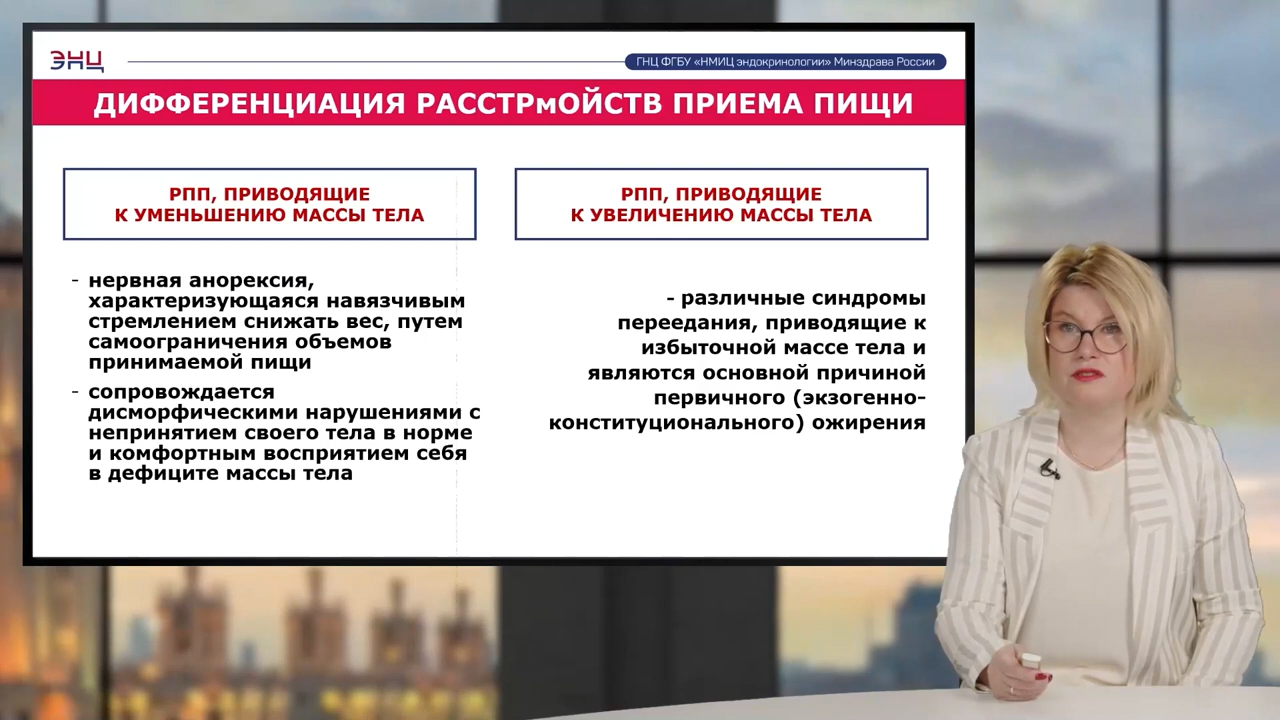 ЭНЦ
ГНЦ ФГБУ «НМИЦ эндокринологии» Минздрава России
ДИФФЕРЕНЦИАЦИЯ РАССТРмОЙСТВ ПРИЕМА ПИЩИ
РПП, ПРИВОДЯЩИЕ
К УМЕНЬШЕНИЮ МАССЫ ТЕЛА
- нервная анорексия,
характеризующаяся навязчивым
стремлением снижать вес, путем
самоограничения объемов
принимаемой пищи
- сопровождается
дисморфическими нарушениями с
непринятием своего тела в норме
и комфортным восприятием себя
в дефиците массы тела
РПП, ПРИВОДЯЩИЕ
К УВЕЛИЧЕНИЮ МАССЫ ТЕЛА
- различные синдромы
переедания, приводящие к
избыточной массе тела и
являются основной причиной
первичного (экзогенно-
конституционального) ожирения